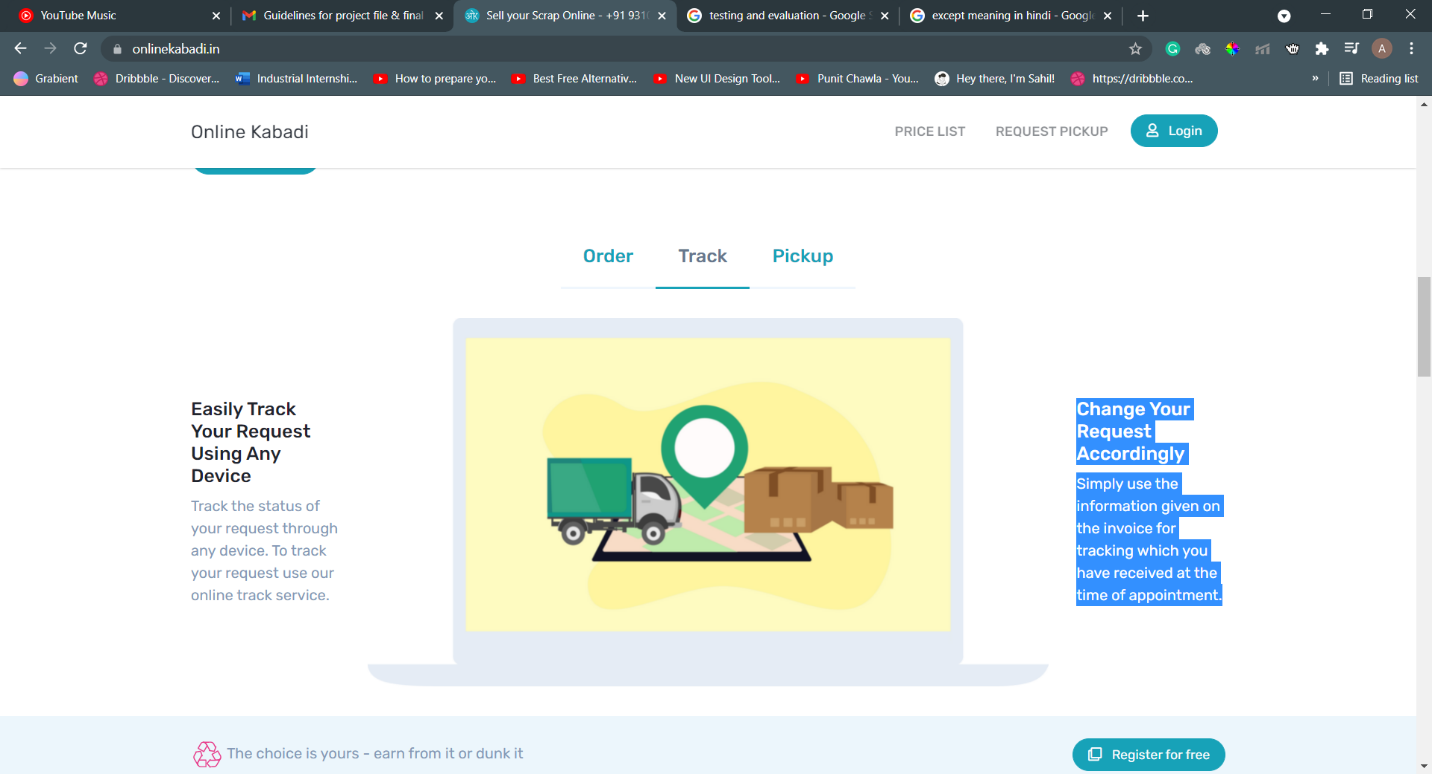 YouTube Music
Guidelines for project file & final
Sell your Scrap Online - +91 9310
testing and evaluation - Google S
except meaning in hindi - Google
onlinekabadi.in
A
Grabient
Dribbble - Discover...
Industrial Internshi...
How to prepare yo...
Best Free Alternativ...
New UI Design Tool...
Punit Chawla - You...
Hey there, I'm Sahil!
https://dribbble.co...
»
Reading list
Online Kabadi
PRICE LIST
REQUEST PICKUP
Login
Order
Track
Pickup
Easily Track
Your Request
Using Any
Device
Track the status of
your request through
any device. To track
your request use our
online track service.
Change Your
Request
Accordingly
Simply use the
information given on
the invoice for
tracking which you
have received at the
time of appointment.
The choice is yours - earn from it or dunk it
Register for free